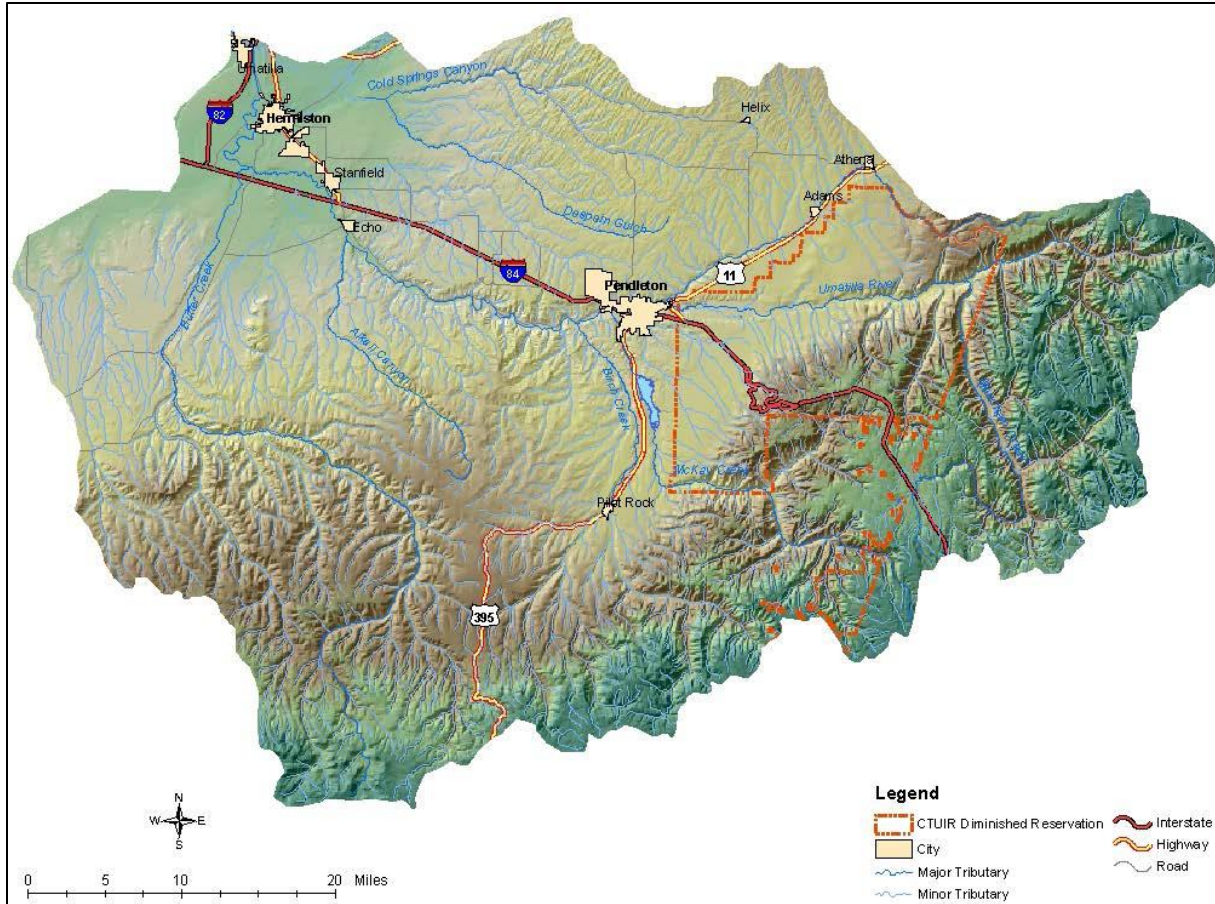 Umatilla
Cold Springs Canyon
82
Hermiston
Helix
Athena
Stanfield
Adams
Echo
Despain Gulch
84
11
Pendleton
Umatilla River
Butter Creek
Alkali Canyon
Birch Creek
McKay Creek
Pilot Rock
395
Legend
CTUIR Diminished Reservation
City
Major Tributary
Minor Tributary
Interstate
Highway
Road
N
W E
S
0 5 10 20 Miles